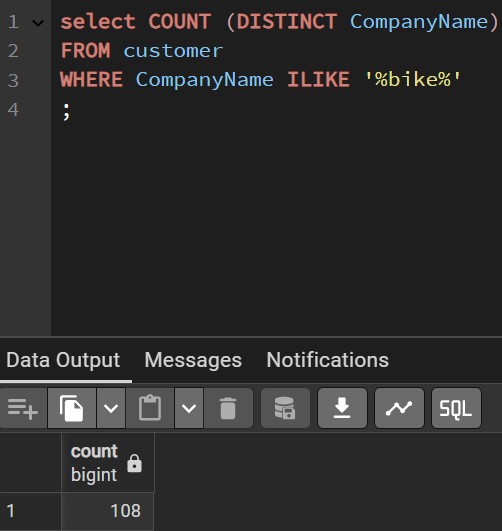 1 select COUNT (DISTINCT CompanyName)
2 FROM customer
3 WHERE CompanyName ILIKE '%bike%'
4 ;
Data Output Messages Notifications
SQL
count
bigint
1 108